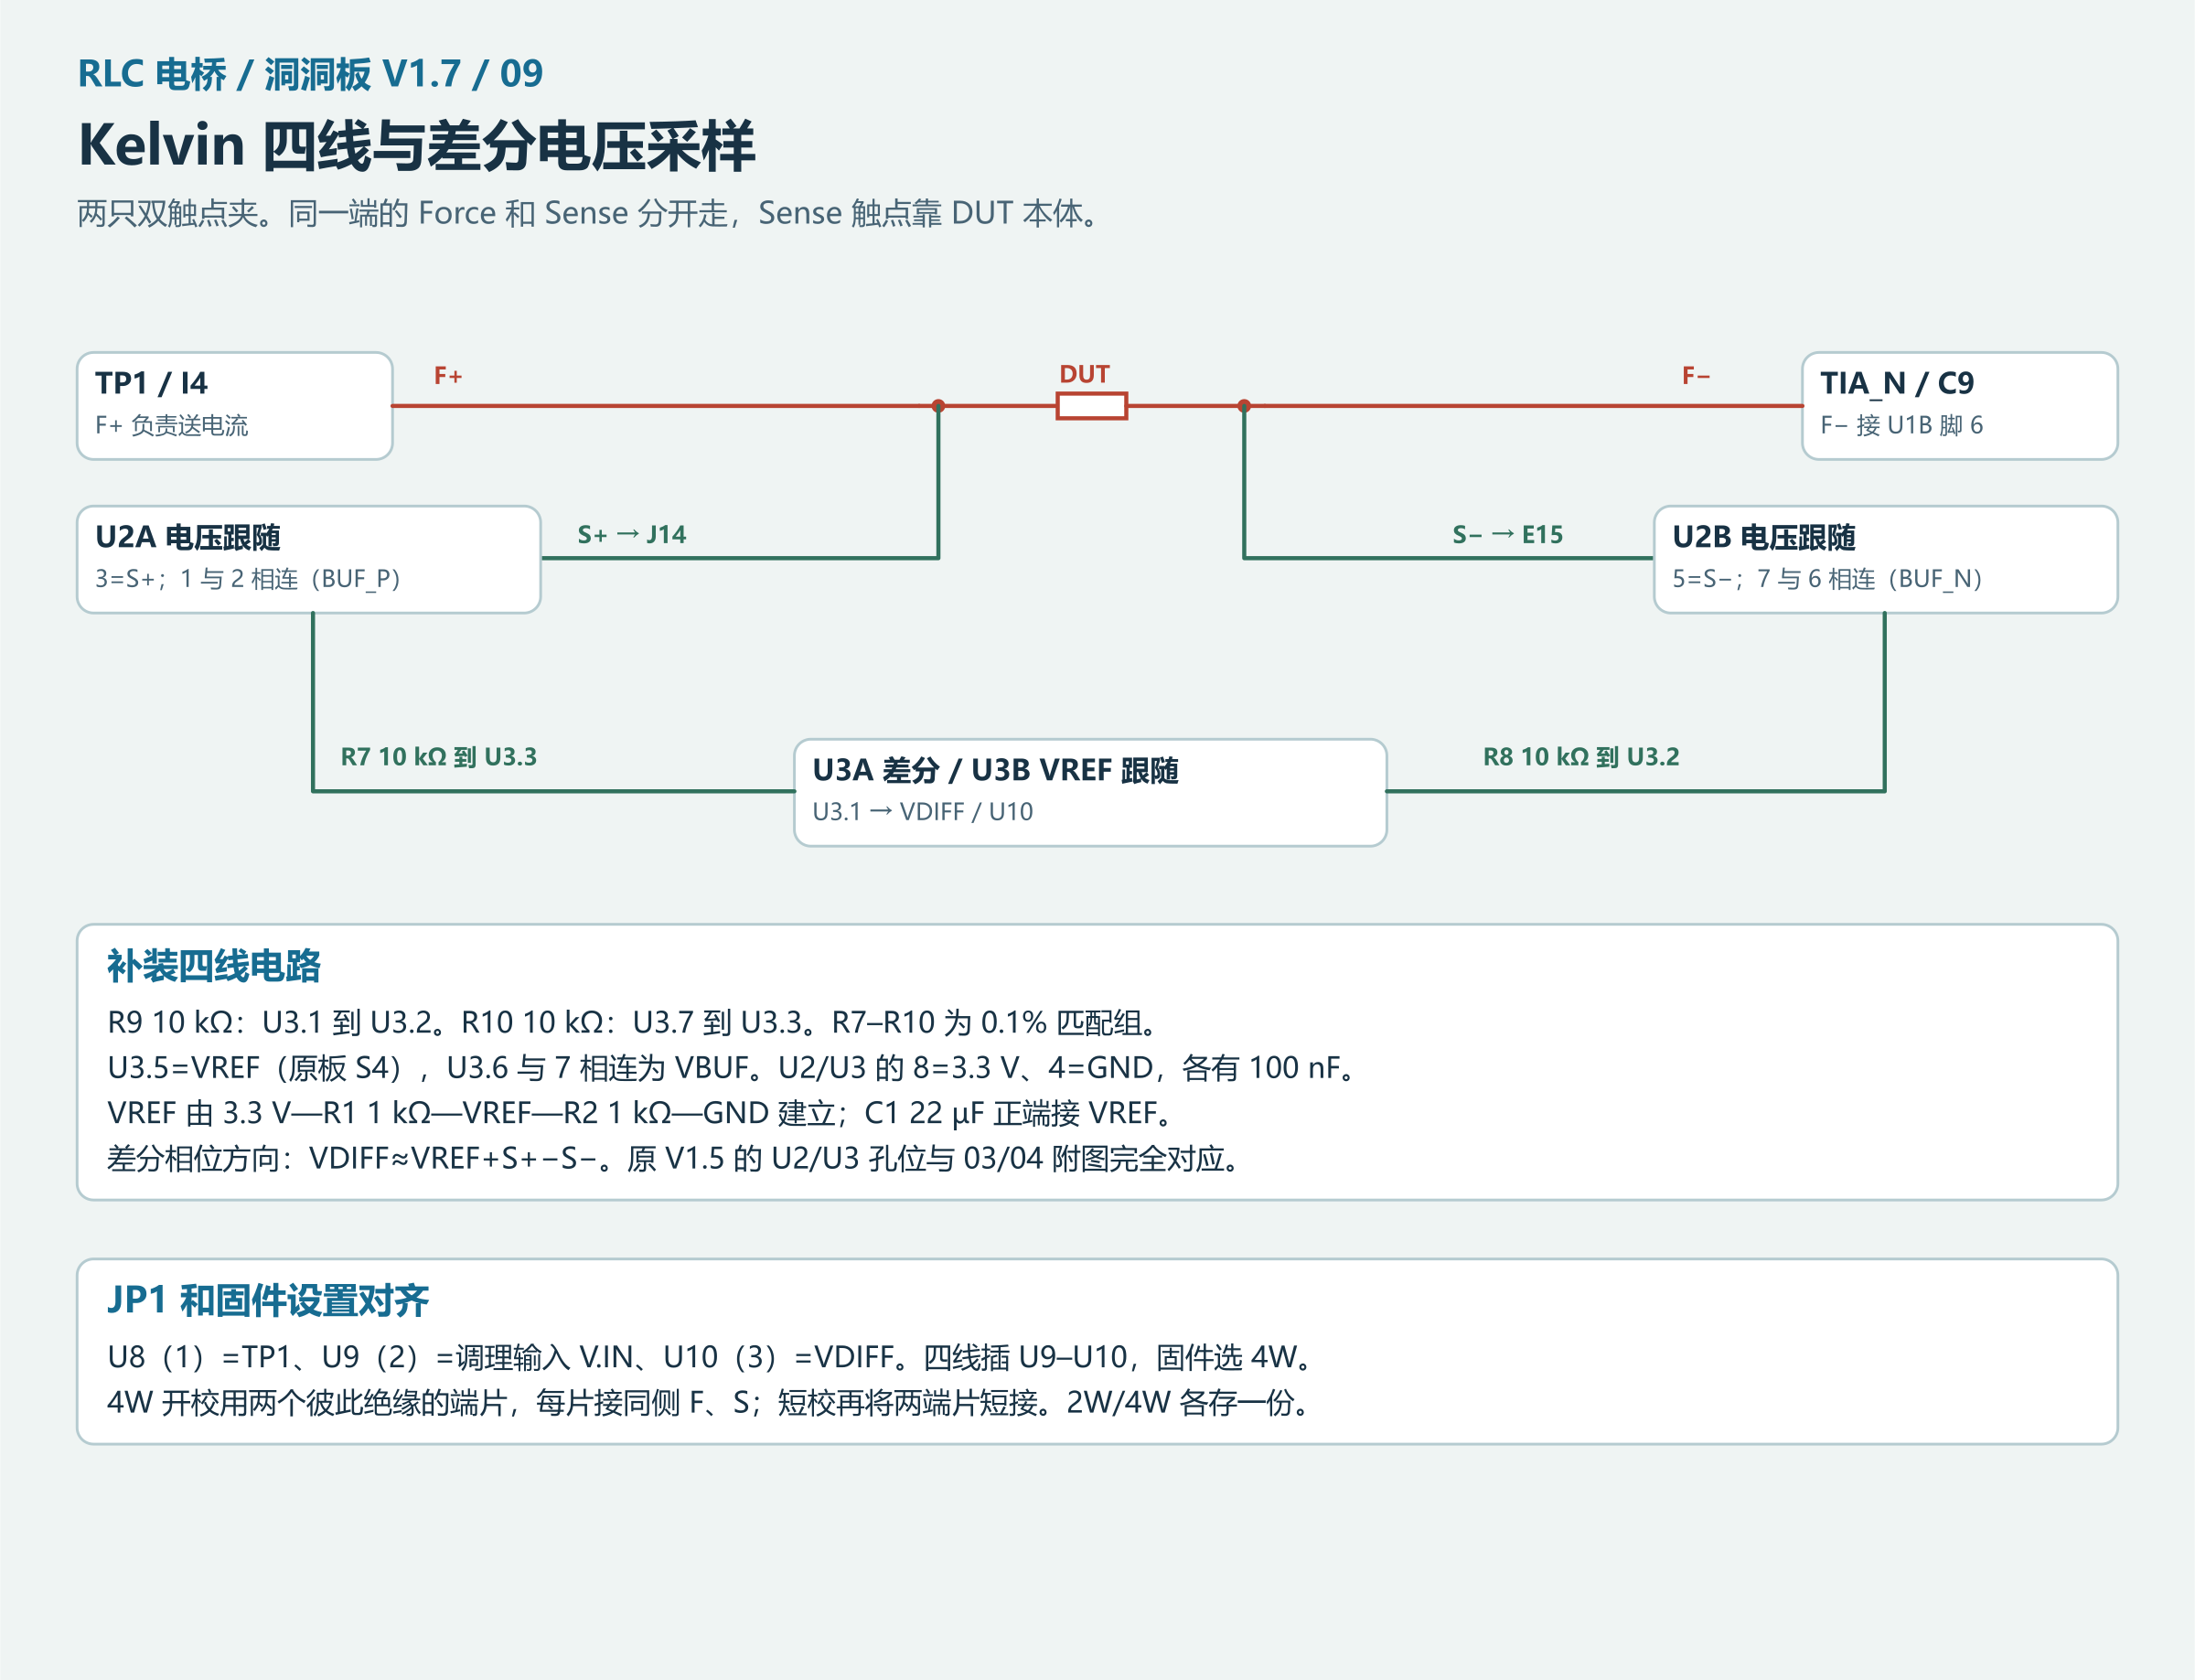 RLC 电桥 / 洞洞板 V1.7 / 09
Kelvin 四线与差分电压采样
两只双触点夹。同一端的 Force 和 Sense 分开走，Sense 触点靠 DUT 本体。
TP1 / I4
F+ 负责送电流
F+
DUT
F−
TIA_N / C9
F− 接 U1B 脚 6
U2A 电压跟随
3=S+；1 与 2 相连（BUF_P）
S+ → J14
S− → E15
U2B 电压跟随
5=S−；7 与 6 相连（BUF_N）
R7 10 kΩ 到 U3.3
U3A 差分 / U3B VREF 跟随
U3.1 → VDIFF / U10
R8 10 kΩ 到 U3.2
补装四线电路
R9 10 kΩ：U3.1 到 U3.2。R10 10 kΩ：U3.7 到 U3.3。R7–R10 为 0.1% 匹配组。
U3.5=VREF（原板 S4），U3.6 与 7 相连为 VBUF。U2/U3 的 8=3.3 V、4=GND，各有 100 nF。
VREF 由 3.3 V—R1 1 kΩ—VREF—R2 1 kΩ—GND 建立；C1 22 µF 正端接 VREF。
差分相位方向：VDIFF≈VREF+S+−S−。原 V1.5 的 U2/U3 孔位与 03/04 附图完全对应。
JP1 和固件设置对齐
U8（1）=TP1、U9（2）=调理输入 V.IN、U10（3）=VDIFF。四线插 U9–U10，固件选 4W。
4W 开校用两个彼此绝缘的端片，每片接同侧 F、S；短校再将两端片短接。2W/4W 各存一份。